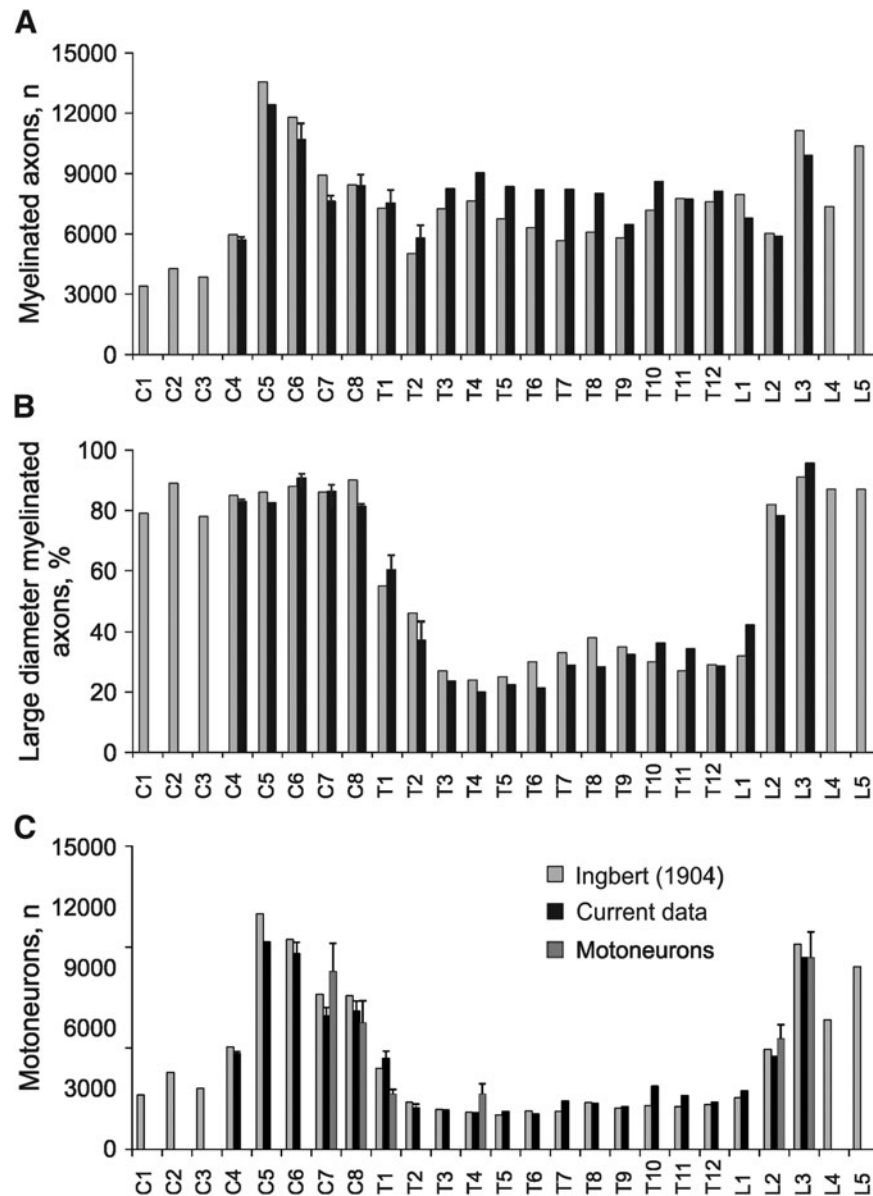 A
15000
12000
9000
6000
3000
0
Myelinated axons, n
C1 C2 C3 C4 C5 C6 C7 C8 T1 T2 T3 T4 T5 T6 T7 T8 T9 T10 T11 T12 L1 L2 L3 L4 L5
B
100
80
60
40
20
0
Large diameter myelinated
axons, %
C1 C2 C3 C4 C5 C6 C7 C8 T1 T2 T3 T4 T5 T6 T7 T8 T9 T10 T11 T12 L1 L2 L3 L4 L5
C
15000
12000
9000
6000
3000
0
Motoneurons, n
Ingbert (1904)
Current data
Motoneurons
C1 C2 C3 C4 C5 C6 C7 C8 T1 T2 T3 T4 T5 T6 T7 T8 T9 T10 T11 T12 L1 L2 L3 L4 L5